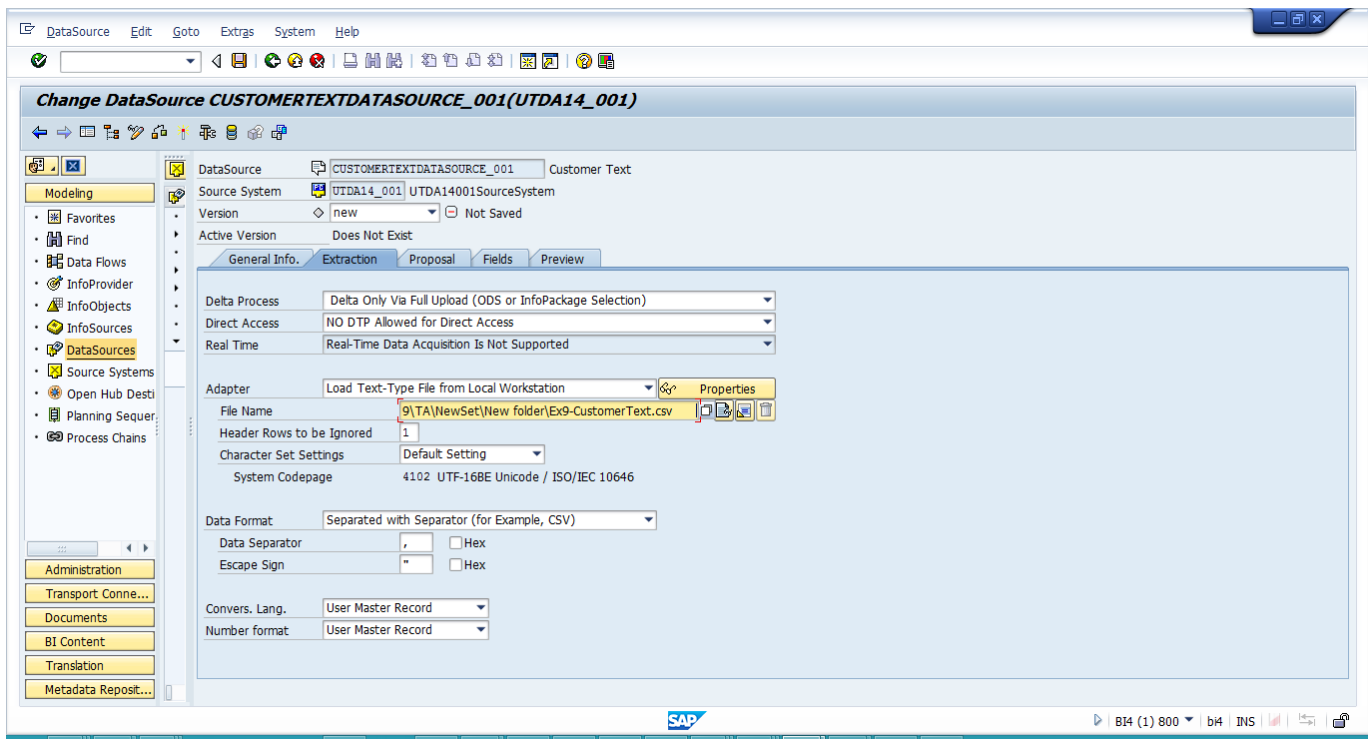 DataSource Edit Goto Extras System Help
Change DataSource CUSTOMERTEXTDATASOURCE_001(UTDA14_001)
Modeling
Favorites
Find
Data Flows
InfoProvider
InfoObjects
InfoSources
DataSources
Source Systems
Open Hub Desti
Planning Sequer
Process Chains
Administration
Transport Conne...
Documents
BI Content
Translation
Metadata Reposit...
DataSource CUSTOMERTEXTDATASOURCE_001 Customer Text
Source System UTDA14_001 UTDA14001SourceSystem
Version new Not Saved
Active Version Does Not Exist
General Info. Extraction Proposal Fields Preview
Delta Process Delta Only Via Full Upload (ODS or InfoPackage Selection)
Direct Access NO DTP Allowed for Direct Access
Real Time Real-Time Data Acquisition Is Not Supported
Adapter Load Text-Type File from Local Workstation Properties
File Name 9\TA\NewSet\New folder\Ex9-CustomerText.csv
Header Rows to be Ignored 1
Character Set Settings Default Setting
System Codepage 4102 UTF-16BE Unicode / ISO/IEC 10646
Data Format Separated with Separator (for Example, CSV)
Data Separator , Hex
Escape Sign " Hex
Convers. Lang. User Master Record
Number format User Master Record
SAP
BI4 (1) 800 bi4 INS